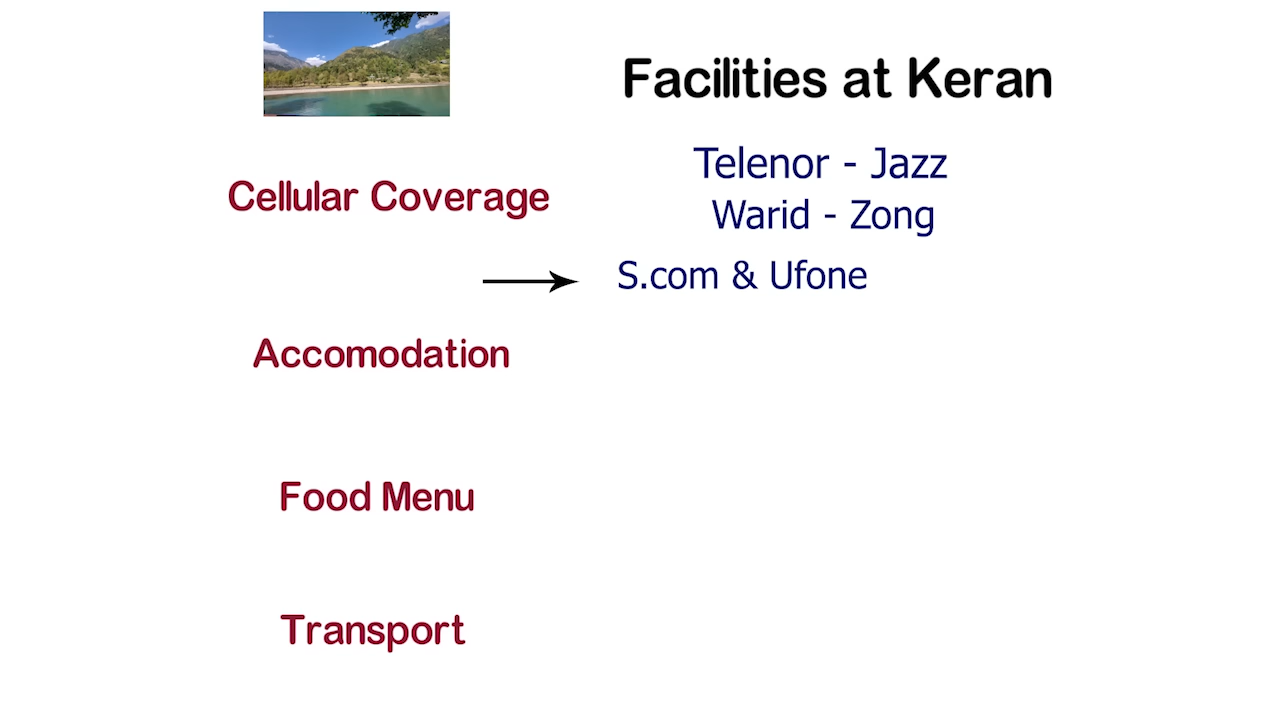 Facilities at Keran
Cellular Coverage
Telenor - Jazz
Warid - Zong
S.com & Ufone
Accomodation
Food Menu
Transport